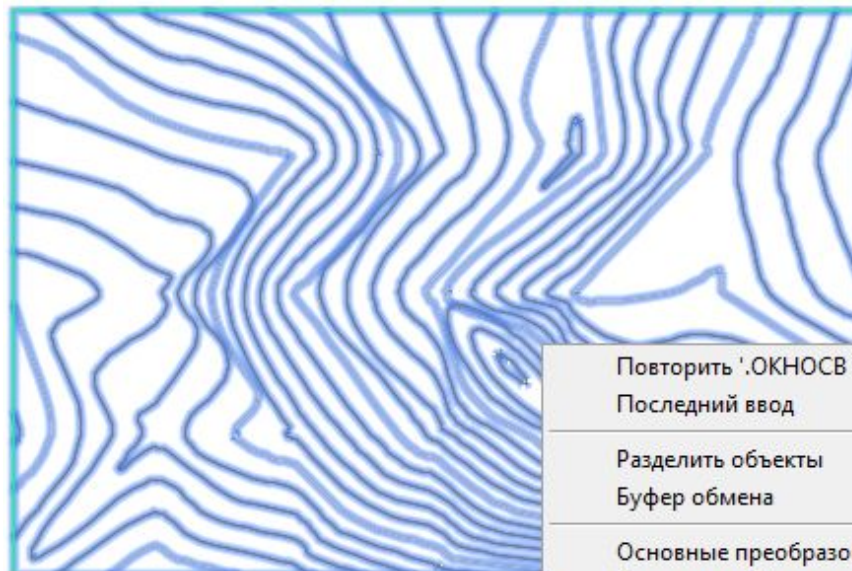 Повторить '.ОКНОСВ
Последний ввод
Разделить объекты
Буфер обмена
Основные преобразо